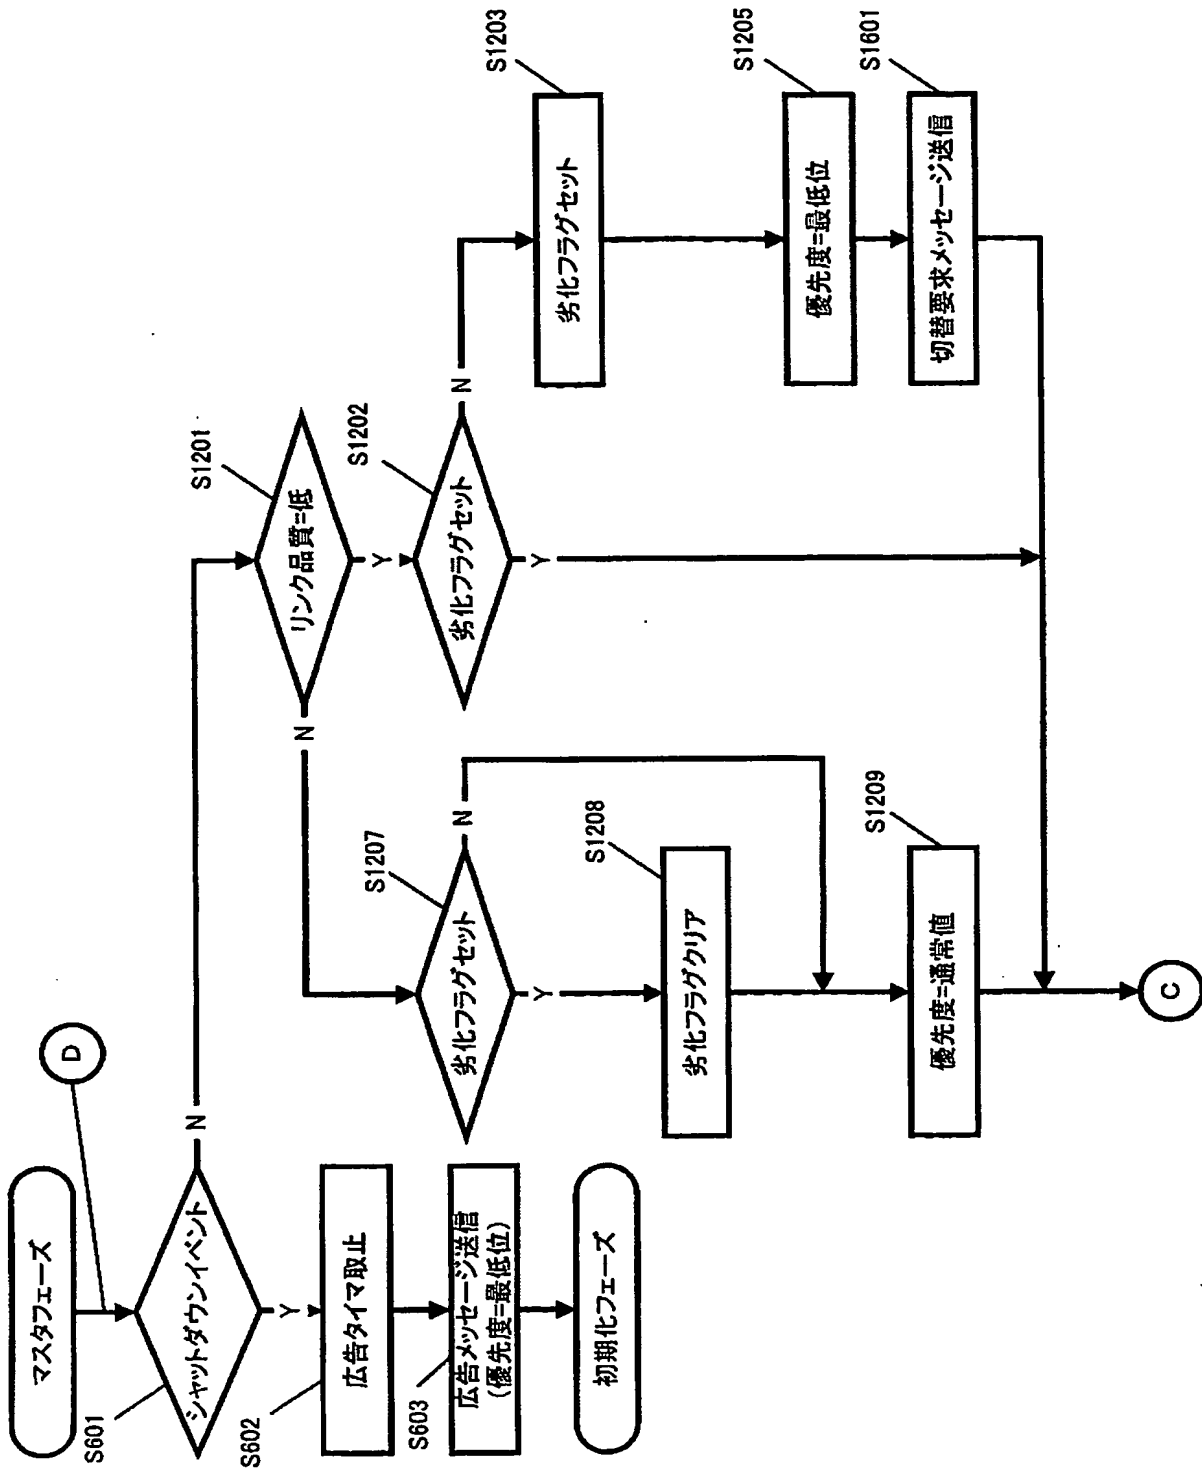 マスタフェーズ
D
S601
シャットダウンイベント
N
Y
S602
広告タイマ取止
S603
広告メッセージ送信
(優先度=最低位)
初期化フェーズ
S1201
リンク品質=低
N
Y
S1207
劣化フラグセット
N
Y
S1208
劣化フラグクリア
S1209
優先度=通常値
S1202
劣化フラグセット
N
Y
S1203
劣化フラグセット
S1205
優先度=最低位
S1601
切替要求メッセージ送信
C